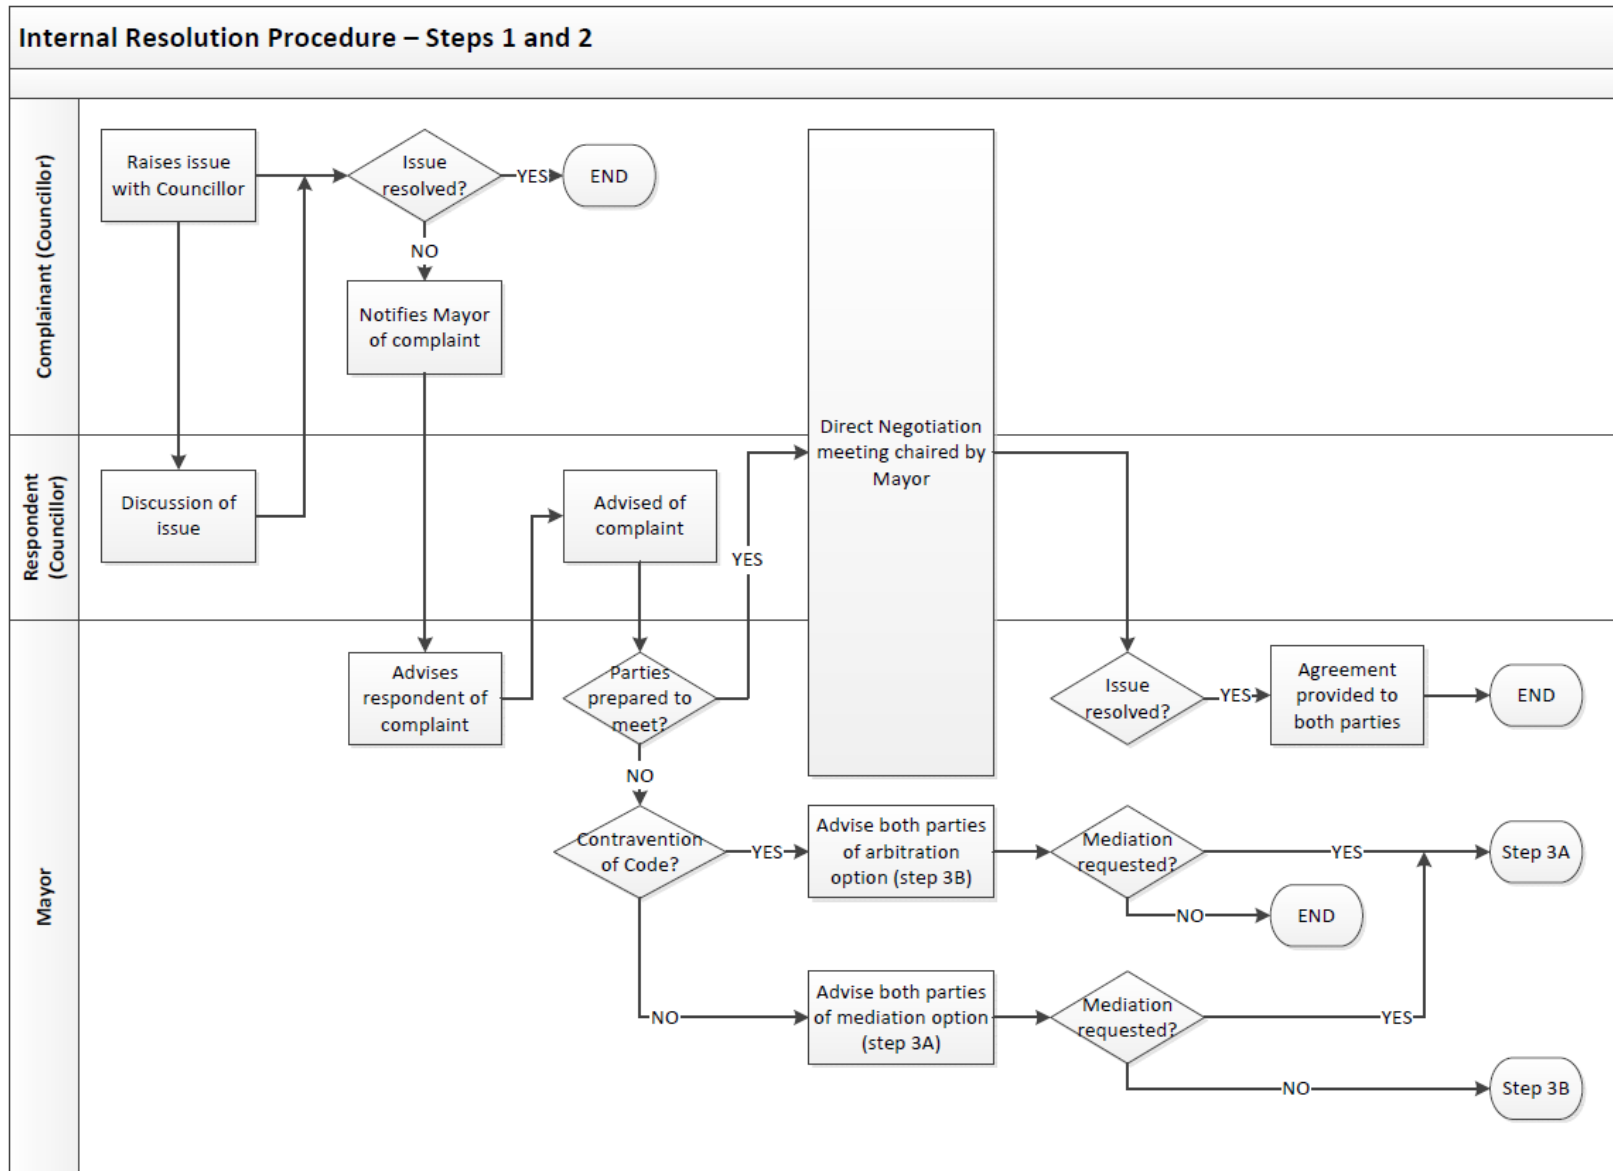 Internal Resolution Procedure – Steps 1 and 2
Complainant (Councillor)
Raises issue
with Councillor
Issue
resolved?
YES
END
NO
Notifies Mayor
of complaint
Direct Negotiation
meeting chaired by
Mayor
Respondent
(Councillor)
Discussion of
issue
Advised of
complaint
YES
Mayor
Advises
respondent of
complaint
Parties
prepared to
meet?
NO
Issue
resolved?
YES
Agreement
provided to
both parties
END
Contravention
of Code?
YES
Advise both parties
of arbitration
option (step 3B)
Mediation
requested?
YES
Step 3A
NO
END
NO
Advise both parties
of mediation option
(step 3A)
Mediation
requested?
YES
NO
Step 3B